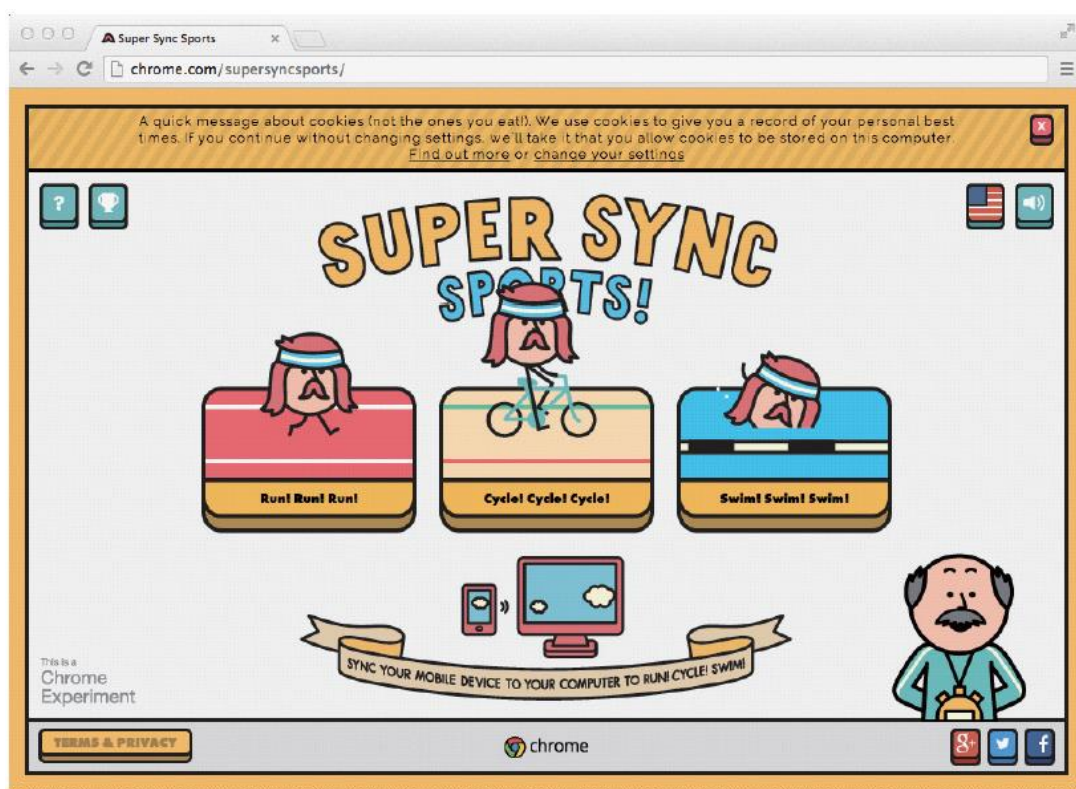 Super Sync Sports
chrome.com/supersyncsports/
A quick message about cookies (not the ones you eat!). We use cookies to give you a record of your personal best
times. If you continue without changing settings, we'll take it that you allow cookies to be stored on this computer.
Find out more or change your settings
X
?
SUPER SYNC
SPORTS!
Run! Run! Run!
Cycle! Cycle! Cycle!
Swim! Swim! Swim!
SYNC YOUR MOBILE DEVICE TO YOUR COMPUTER TO RUN! CYCLE! SWIM!
This is a
Chrome
Experiment
TERMS & PRIVACY
chrome
g+
f